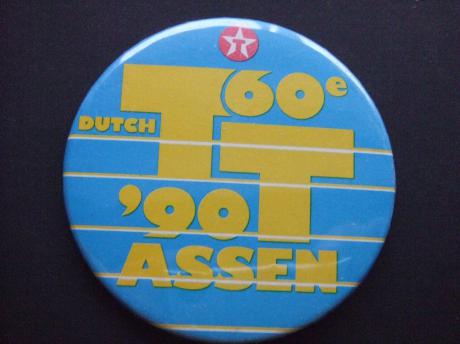 T
60e
DUTCH
TT
'90
ASSEN